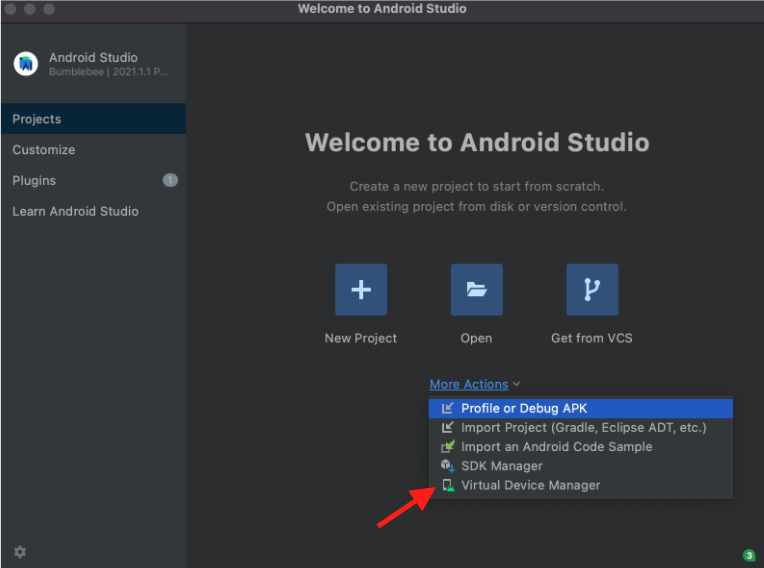 Welcome to Android Studio
Android Studio
Bumblebee | 2021.1.1 P...
Projects
Customize
Plugins
1
Learn Android Studio
Welcome to Android Studio
Create a new project to start from scratch.
Open existing project from disk or version control.
New Project
Open
Get from VCS
More Actions
Profile or Debug APK
Import Project (Gradle, Eclipse ADT, etc.)
Import an Android Code Sample
SDK Manager
Virtual Device Manager
3